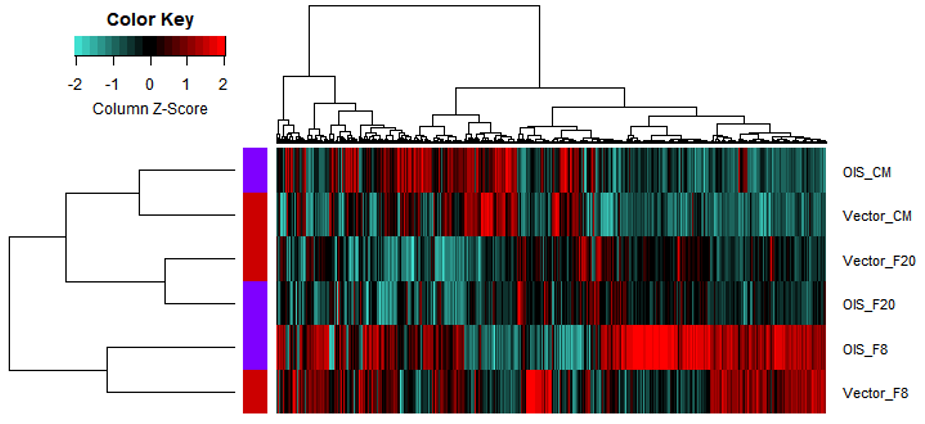 Color Key
-2 -1 0 1 2
Column Z-Score
OIS_CM
Vector_CM
Vector_F20
OIS_F20
OIS_F8
Vector_F8